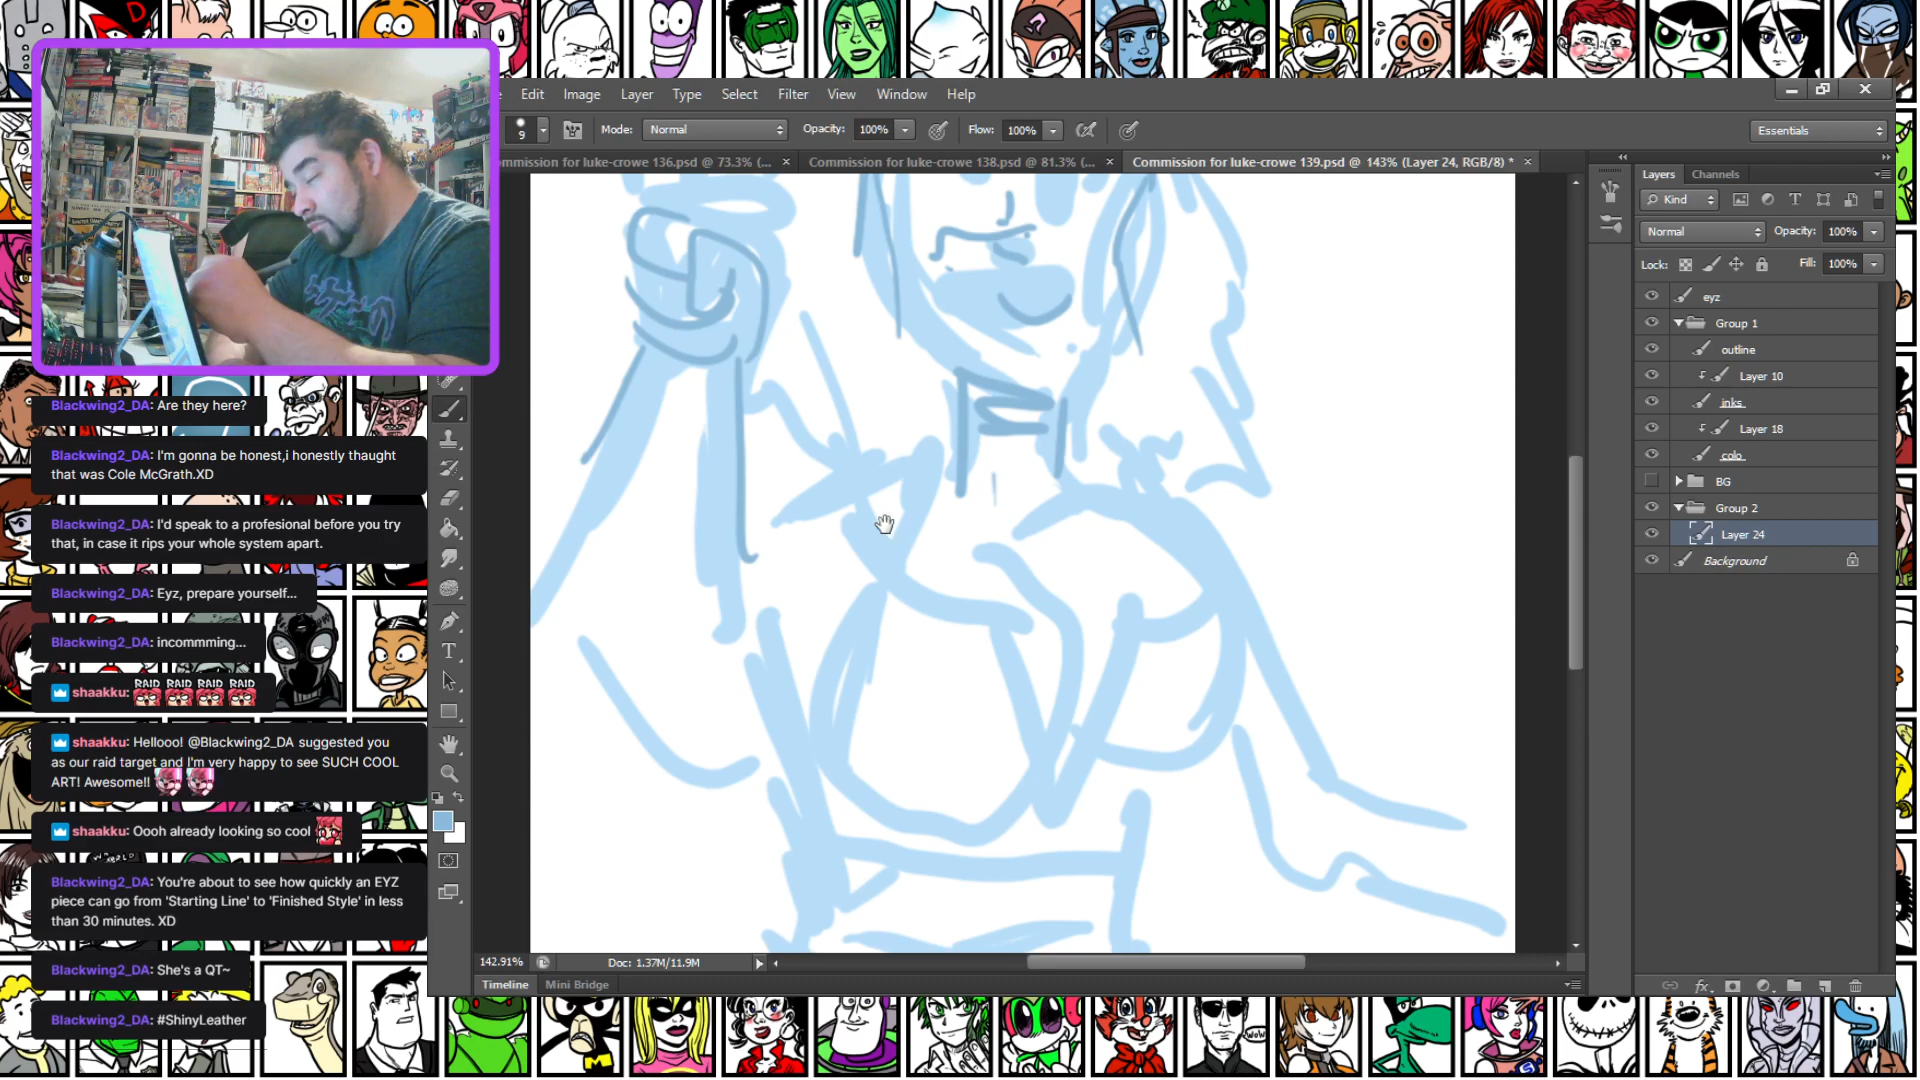 Edit Image Layer Type Select Filter View Window Help
9 Mode: Normal Opacity: 100% Flow: 100% Essentials
ommission for luke-crowe 136.psd @ 73.3% (... × Commission for luke-crowe 138.psd @ 81.3% (... × Commission for luke-crowe 139.psd @ 143% (Layer 24, RGB/8) * ×
Layers Channels
Kind
Normal Opacity: 100%
Lock: Fill: 100%
eyz
Group 1
outline
Layer 10
inks
Layer 18
colo
BG
Group 2
Layer 24
Background
Blackwing2_DA: Are they here?
Blackwing2_DA: I'm gonna be honest,i honestly thaught
that was Cole McGrath.XD
Blackwing2_DA: I'd speak to a profesional before you try
that, in case it rips your whole system apart.
Blackwing2_DA: Eyz, prepare yourself...
Blackwing2_DA: incommming...
shaakku: RAID RAID RAID RAID
shaakku: Hellooo! @Blackwing2_DA suggested you
as our raid target and I'm very happy to see SUCH COOL
ART! Awesome!!
shaakku: Oooh already looking so cool
Blackwing2_DA: You're about to see how quickly an EYZ
piece can go from 'Starting Line' to 'Finished Style' in less
than 30 minutes. XD
Blackwing2_DA: She's a QT~
Blackwing2_DA: #ShinyLeather
142.91% Doc: 1.37M/11.9M
Timeline Mini Bridge
WOW